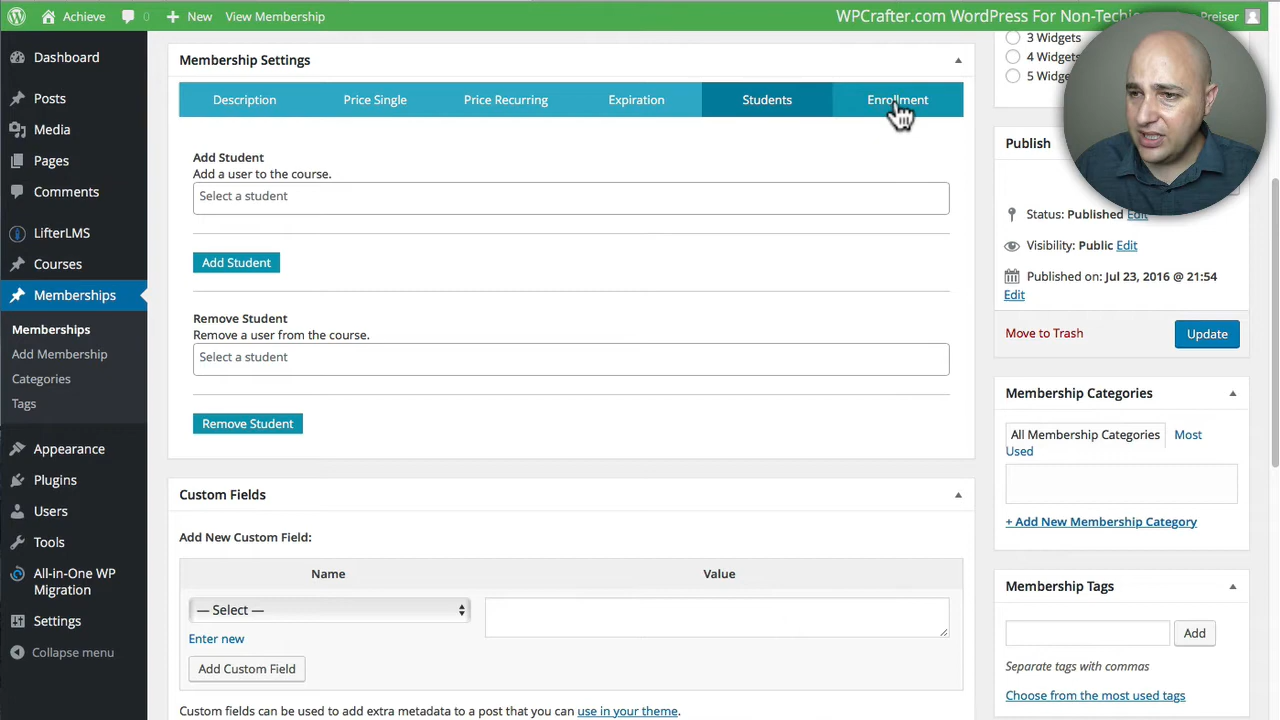 Achieve
0
New
View Membership
WPCrafter.com WordPress For Non-Techi
Preiser
Dashboard
Posts
Media
Pages
Comments
LifterLMS
Courses
Memberships
Memberships
Add Membership
Categories
Tags
Appearance
Plugins
Users
Tools
All-in-One WP
Migration
Settings
Collapse menu
Membership Settings
Description
Price Single
Price Recurring
Expiration
Students
Enrollment
Add Student
Add a user to the course.
Select a student
Add Student
Remove Student
Remove a user from the course.
Select a student
Remove Student
Custom Fields
Add New Custom Field:
Name
Value
— Select —
Enter new
Add Custom Field
Custom fields can be used to add extra metadata to a post that you can use in your theme.
3 Widgets
4 Widgets
5 Widge
Publish
Status: Published Edit
Visibility: Public Edit
Published on: Jul 23, 2016 @ 21:54
Edit
Move to Trash
Update
Membership Categories
All Membership Categories
Most
Used
+ Add New Membership Category
Membership Tags
Add
Separate tags with commas
Choose from the most used tags